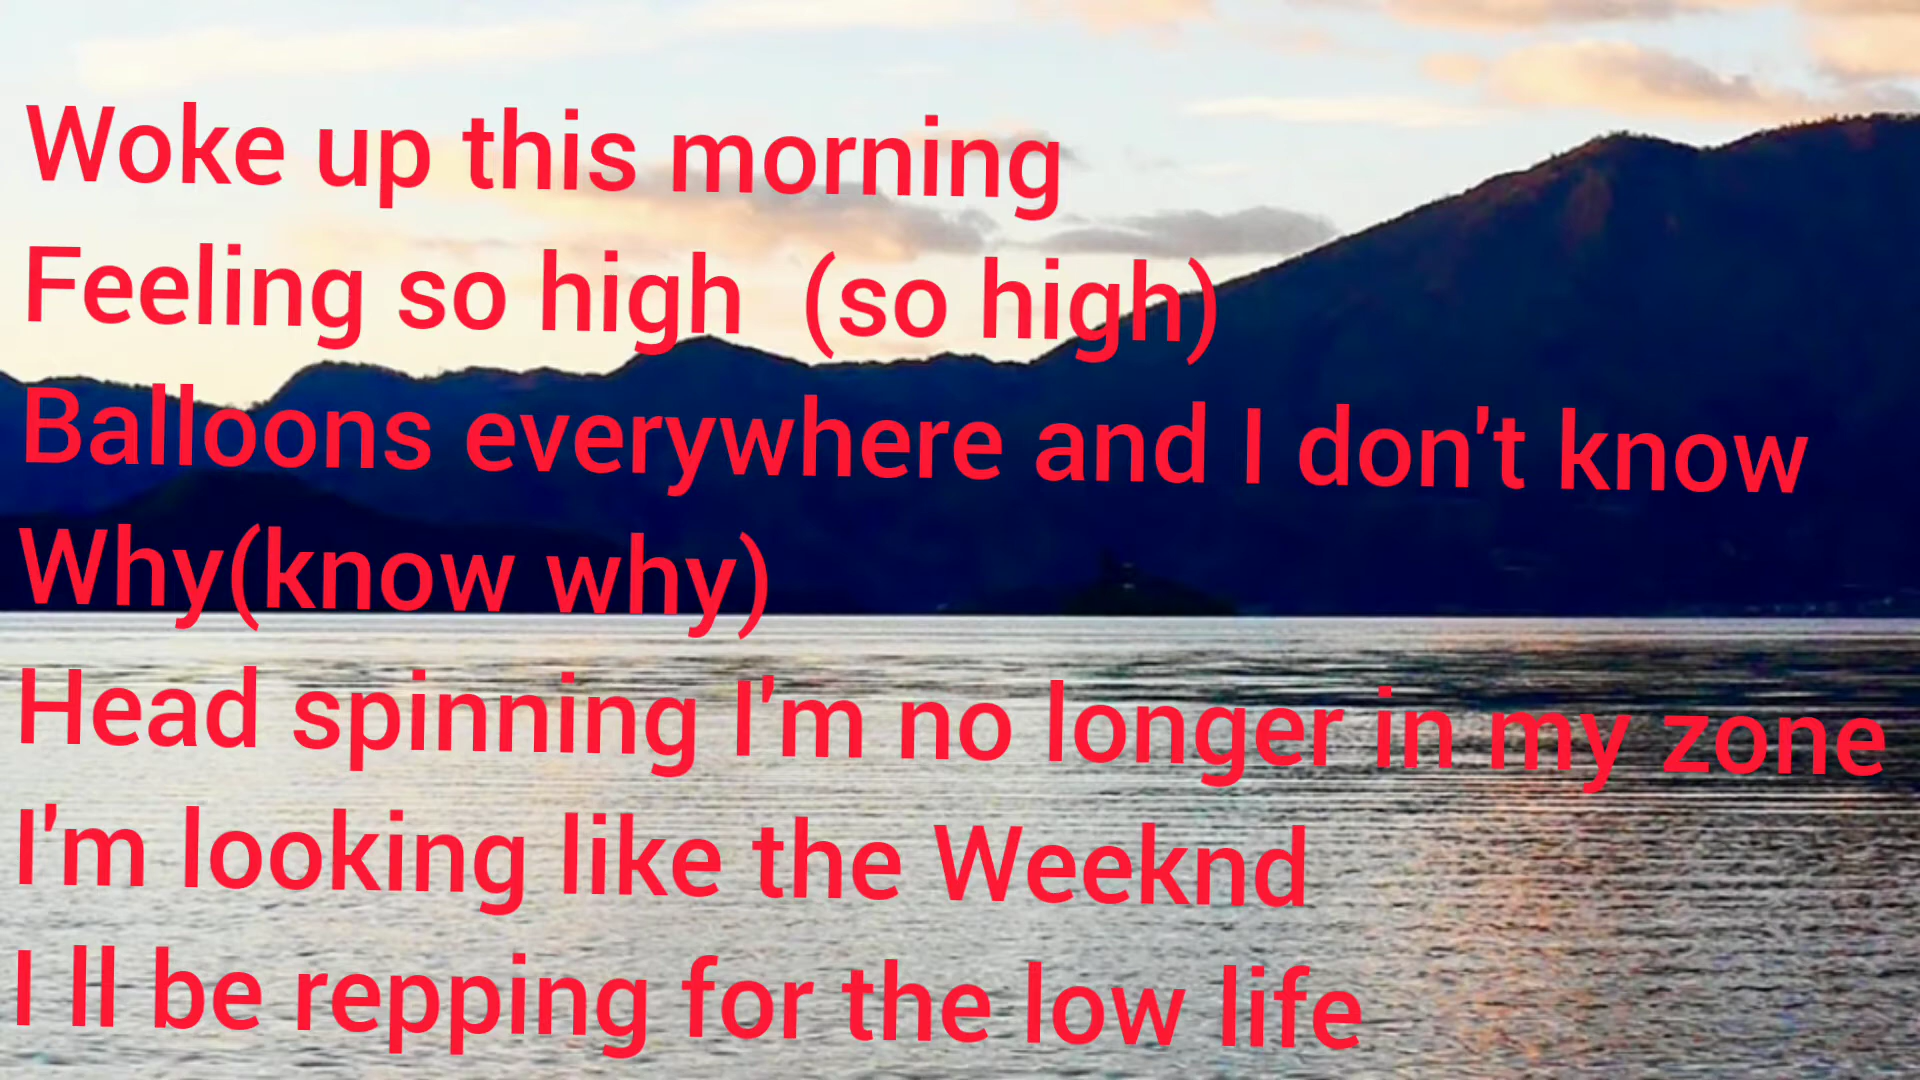 Woke up this morning
Feeling so high  (so high)
Balloons everywhere and I don't know
Why(know why)
Head spinning I'm no longer in my zone
I'm looking like the Weeknd
I ll be repping for the low life